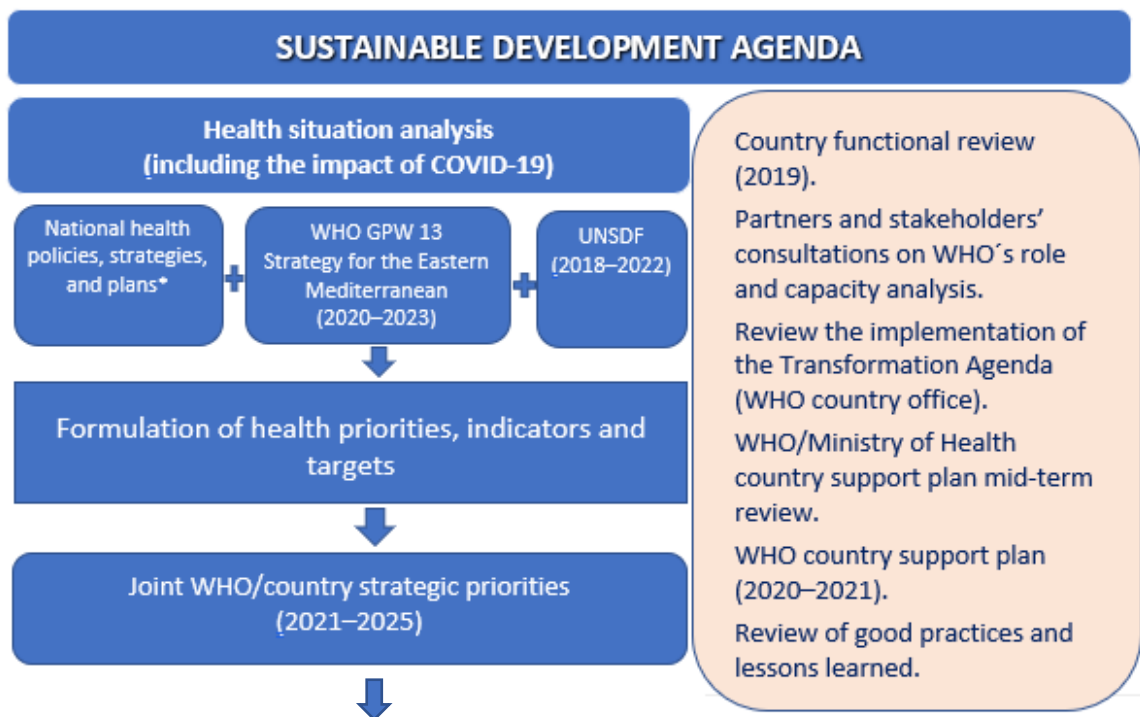 SUSTAINABLE DEVELOPMENT AGENDA
Health situation analysis
(including the impact of COVID-19)
National health
policies, strategies,
and plans*
WHO GPW 13
Strategy for the Eastern
Mediterranean
(2020–2023)
UNSDF
(2018–2022)
Formulation of health priorities, indicators and
targets
Joint WHO/country strategic priorities
(2021–2025)
Country functional review
(2019).
Partners and stakeholders’
consultations on WHO´s role
and capacity analysis.
Review the implementation of
the Transformation Agenda
(WHO country office).
WHO/Ministry of Health
country support plan mid-term
review.
WHO country support plan
(2020–2021).
Review of good practices and
lessons learned.